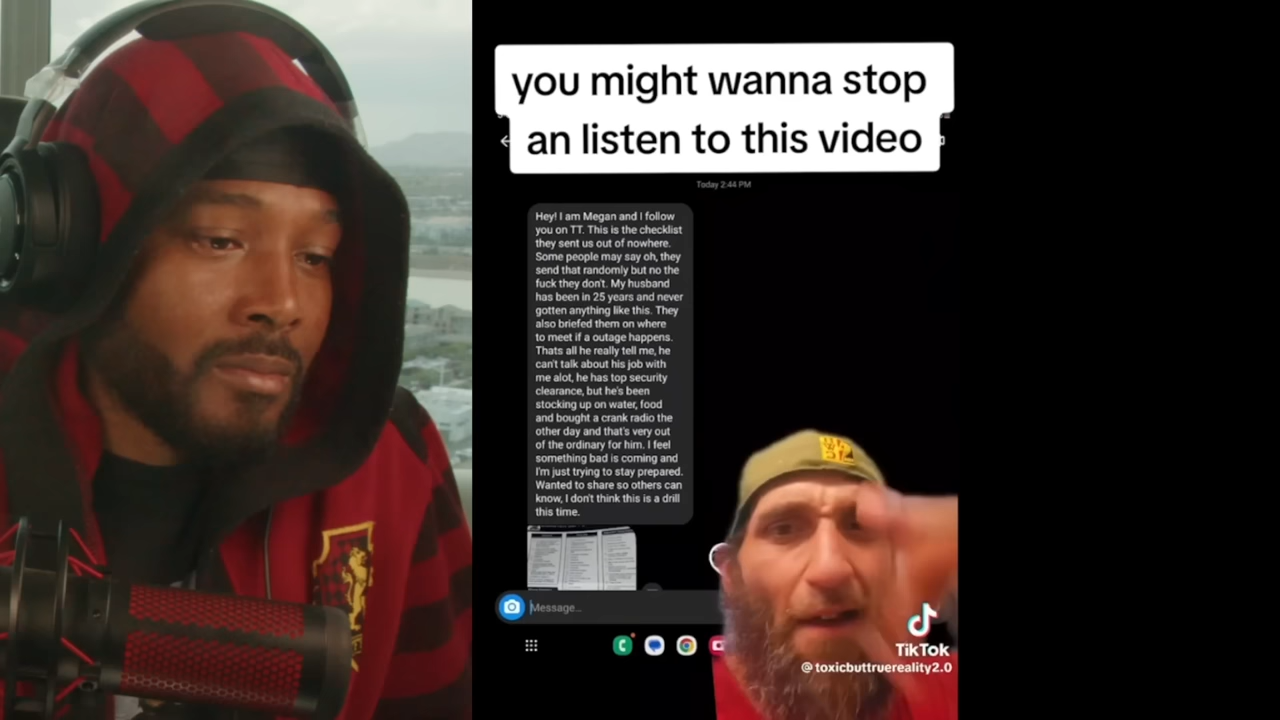 you might wanna stop
an listen to this video
Today 2:44 PM
Hey! I am Megan and I follow
you on TT. This is the checklist
they sent us out of nowhere.
Some people may say oh, they
send that randomly but no the
fuck they don't. My husband
has been in 25 years and never
gotten anything like this. They
also briefed them on where
to meet if a outage happens.
Thats all he really tell me, he
can't talk about his job with
me alot, he has top security
clearance, but he's been
stocking up on water, food
and bought a crank radio the
other day and that's very out
of the ordinary for him. I feel
something bad is coming and
I'm just trying to stay prepared.
Wanted to share so others can
know, I don't think this is a drill
this time.
Message...
TikTok
@toxicbuttruereality2.0